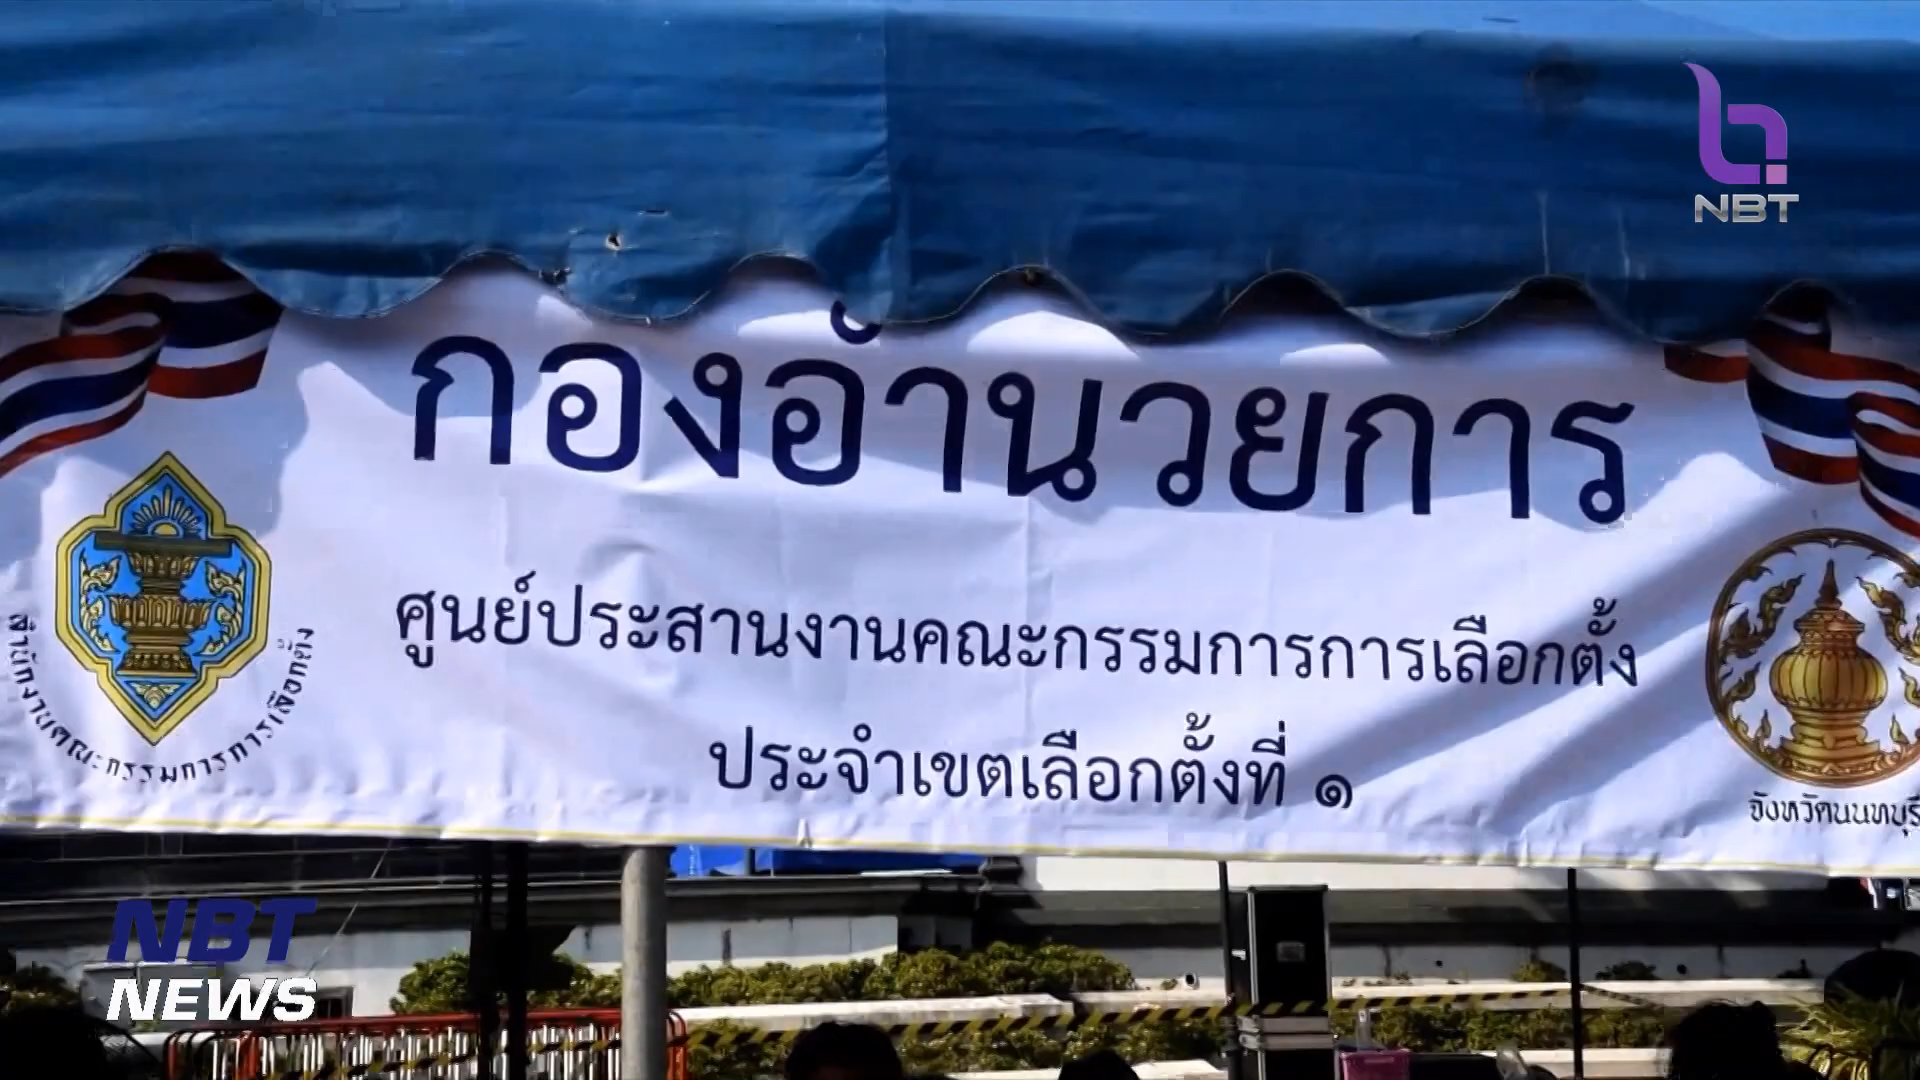 NBT
กองอำนวยการ
ศูนย์ประสานงานคณะกรรมการการเลือกตั้ง
ประจำเขตเลือกตั้งที่ ๑
สำนักงานคณะกรรมการการเลือกตั้ง
จังหวัดนนทบุรี
NBT
NEWS